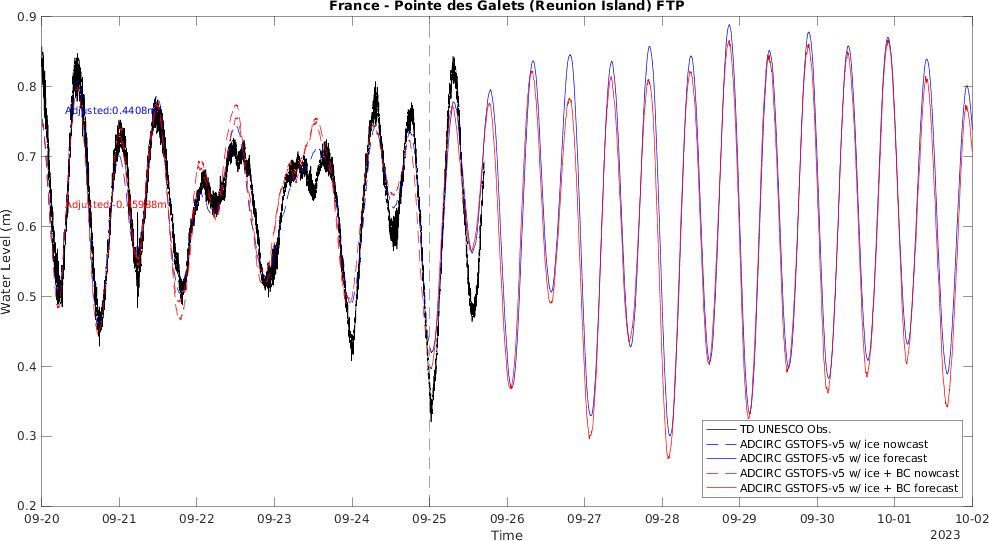 France - Pointe des Galets (Reunion Island) FTP
0.9
0.8
0.7
0.6
0.5
0.4
0.3
0.2
Water Level (m)
Adjusted:0.4408m
TD UNESCO Obs.
ADCIRC GSTOFS-v5 w/ ice nowcast
ADCIRC GSTOFS-v5 w/ ice forecast
ADCIRC GSTOFS-v5 w/ ice + BC nowcast
ADCIRC GSTOFS-v5 w/ ice + BC forecast
09-20 09-21 09-22 09-23 09-24 09-25 09-26 09-27 09-28 09-29 09-30 10-01 10-02
Time
2023